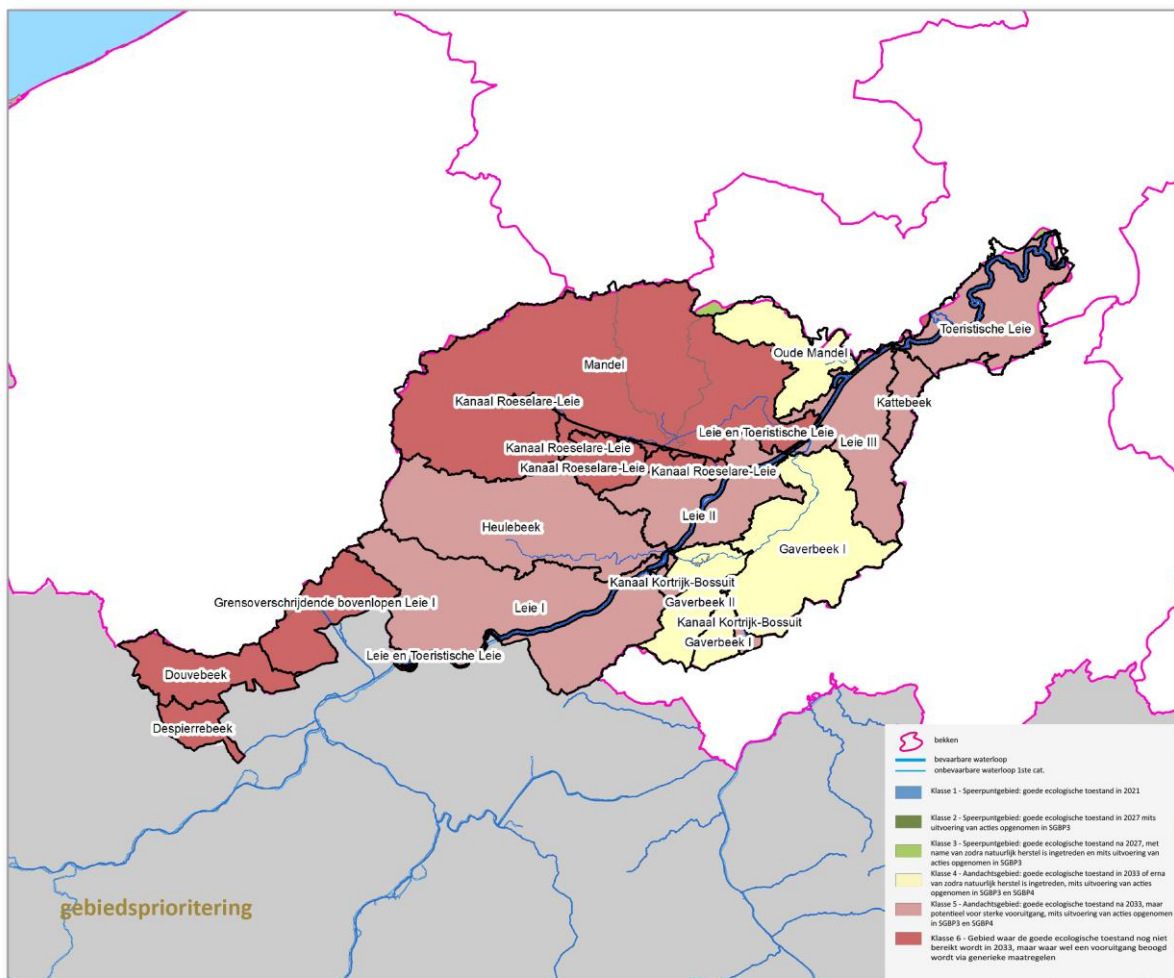 Toeristische Leie
Oude Mandel
Mandel
Kattebeek
Kanaal Roeselare-Leie
Leie en Toeristische Leie
Leie III
Kanaal Roeselare-Leie
Kanaal Roeselare-Leie
Kanaal Roeselare-Leie
Leie II
Heulebeek
Gaverbeek I
Kanaal Kortrijk-Bossuit
Grensoverschrijdende bovenlopen Leie I
Leie I
Gaverbeek II
Kanaal Kortrijk-Bossuit
Gaverbeek I
Leie en Toeristische Leie
Douvebeek
Despierrebeek
gebiedsprioritering
bekken
bevaarbare waterloop
onbevaarbare waterloop 1ste cat.
Klasse 1 - Speerpuntgebied: goede ecologische toestand in 2021
Klasse 2 - Speerpuntgebied: goede ecologische toestand in 2027 mits
uitvoering van acties opgenomen in SGBP3
Klasse 3 - Speerpuntgebied: goede ecologische toestand na 2027, met
name van zodra natuurlijk herstel is ingetreden en mits uitvoering van
acties opgenomen in SGBP3
Klasse 4 - Aandachtsgebied: goede ecologische toestand in 2033 of erna
van zodra natuurlijk herstel is ingetreden, mits uitvoering van acties
opgenomen in SGBP3 en SGBP4
Klasse 5 - Aandachtsgebied: goede ecologische toestand na 2033, maar
potentieel voor sterke vooruitgang, mits uitvoering van acties opgenomen
in SGBP3 en SGBP4
Klasse 6 - Gebied waar de goede ecologische toestand nog niet
bereikt wordt in 2033, maar waar wel een vooruitgang beoogd
wordt via generieke maatregelen